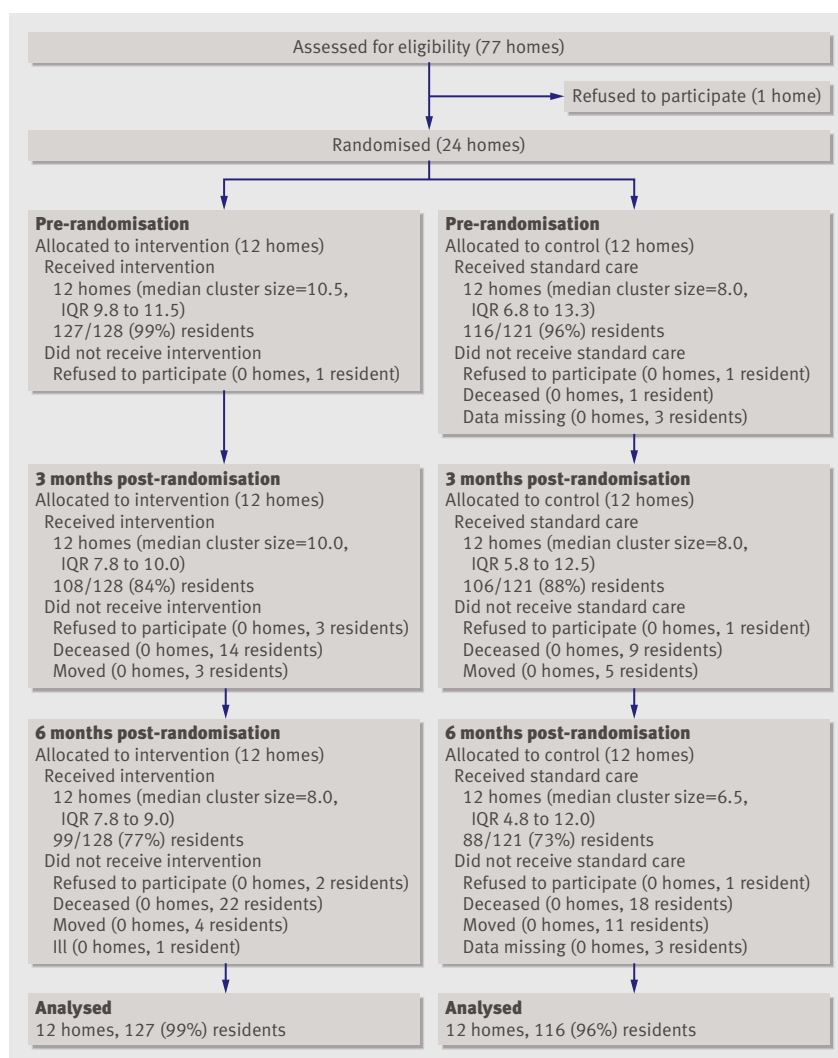 Assessed for eligibility (77 homes)
Refused to participate (1 home)
Randomised (24 homes)
Pre-randomisation
Allocated to intervention (12 homes)
Received intervention
12 homes (median cluster size=10.5,
IQR 9.8 to 11.5)
127/128 (99%) residents
Did not receive intervention
Refused to participate (0 homes, 1 resident)
Pre-randomisation
Allocated to control (12 homes)
Received standard care
12 homes (median cluster size=8.0,
IQR 6.8 to 13.3)
116/121 (96%) residents
Did not receive standard care
Refused to participate (0 homes, 1 resident)
Deceased (0 homes, 1 resident)
Data missing (0 homes, 3 residents)
3 months post-randomisation
Allocated to intervention (12 homes)
Received intervention
12 homes (median cluster size=10.0,
IQR 7.8 to 10.0)
108/128 (84%) residents
Did not receive intervention
Refused to participate (0 homes, 3 residents)
Deceased (0 homes, 14 residents)
Moved (0 homes, 3 residents)
3 months post-randomisation
Allocated to control (12 homes)
Received standard care
12 homes (median cluster size=8.0,
IQR 5.8 to 12.5)
106/121 (88%) residents
Did not receive standard care
Refused to participate (0 homes, 1 resident)
Deceased (0 homes, 9 residents)
Moved (0 homes, 5 residents)
6 months post-randomisation
Allocated to intervention (12 homes)
Received intervention
12 homes (median cluster size=8.0,
IQR 7.8 to 9.0)
99/128 (77%) residents
Did not receive intervention
Refused to participate (0 homes, 2 residents)
Deceased (0 homes, 22 residents)
Moved (0 homes, 4 residents)
Ill (0 homes, 1 resident)
6 months post-randomisation
Allocated to control (12 homes)
Received standard care
12 homes (median cluster size=6.5,
IQR 4.8 to 12.0)
88/121 (73%) residents
Did not receive standard care
Refused to participate (0 homes, 1 resident)
Deceased (0 homes, 18 residents)
Moved (0 homes, 11 residents)
Data missing (0 homes, 3 residents)
Analysed
12 homes, 127 (99%) residents
Analysed
12 homes, 116 (96%) residents